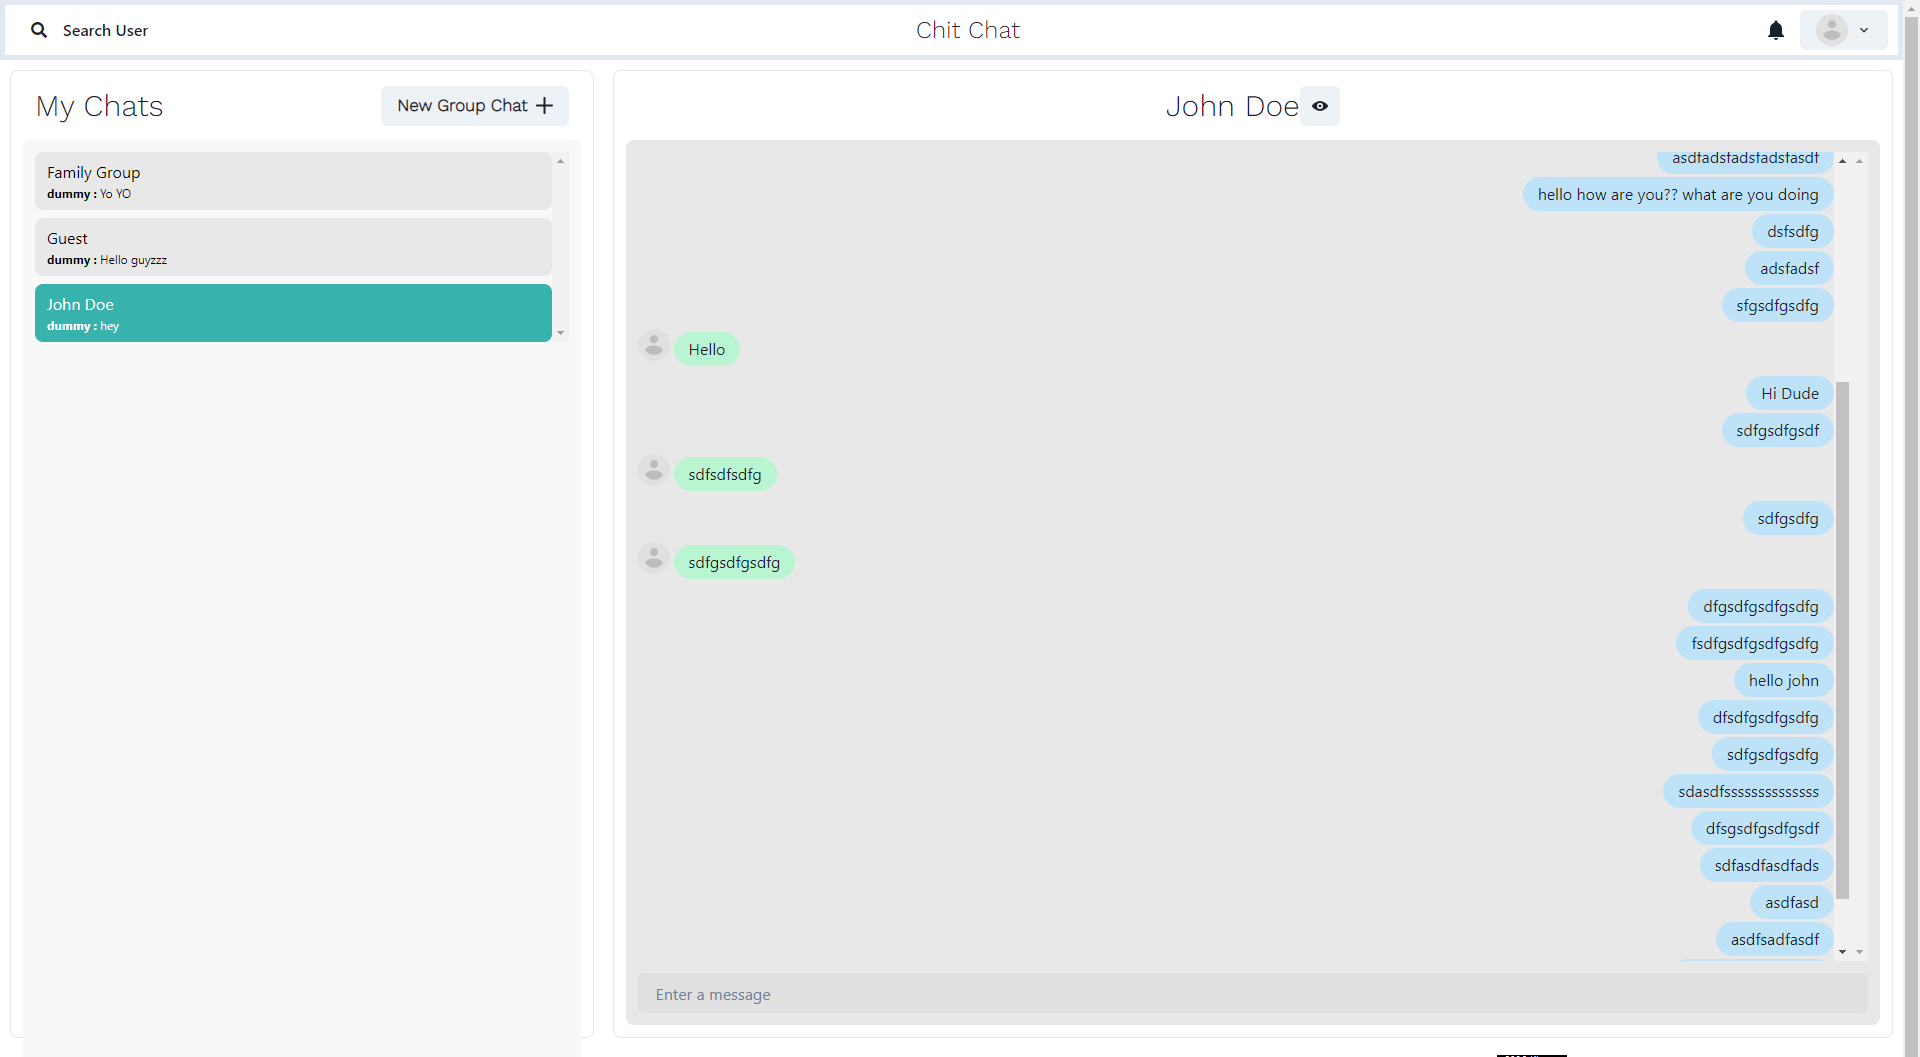 Search User
Chit Chat
My Chats
New Group Chat
Family Group
dummy : Yo YO
Guest
dummy : Hello guyzzz
John Doe
dummy : hey
John Doe
asdfadsfadsfadsfasdf
hello how are you?? what are you doing
dsfsdfg
adsfadsf
sfgsdfgsdfg
Hello
Hi Dude
sdfgsdfgsdf
sdfsdfsdfg
sdfgsdfg
sdfgsdfgsdfg
dfgsdfgsdfgsdfg
fsdfgsdfgsdfgsdfg
hello john
dfsdfgsdfgsdfg
sdfgsdfgsdfg
sdasdfssssssssssssss
dfsgsdfgsdfgsdf
sdfasdfasdfads
asdfasd
asdfsadfasdf
Enter a message